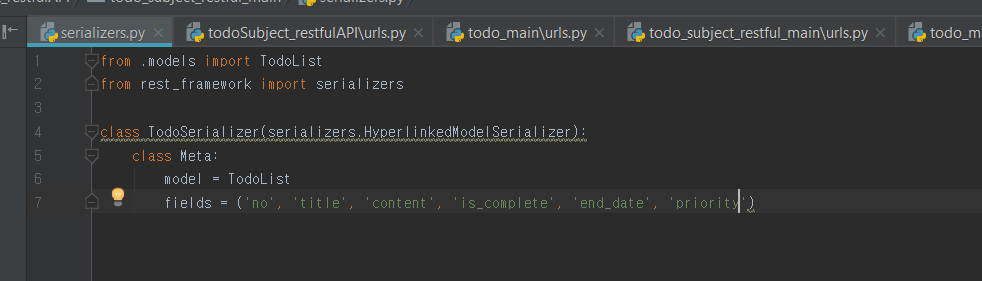 _restfulAPI todo_subject_restful_main serializers.py
serializers.py todoSubject_restfulAPI\urls.py todo_main\urls.py todo_subject_restful_main\urls.py todo_m
1 from .models import TodoList
2 from rest_framework import serializers
3
4 class TodoSerializer(serializers.HyperlinkedModelSerializer):
5 class Meta:
6 model = TodoList
7 fields = ('no', 'title', 'content', 'is_complete', 'end_date', 'priority')